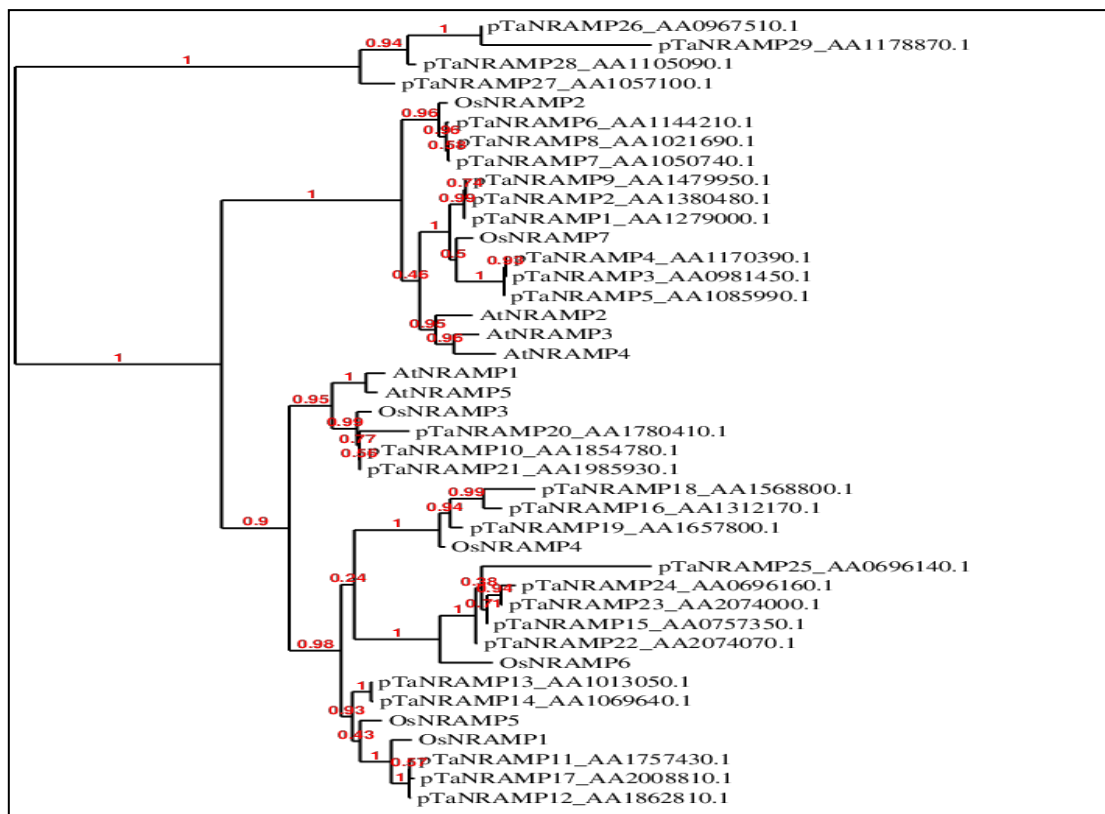 1
pTaNRAMP26_AA0967510.1
0.94
pTaNRAMP29_AA1178870.1
1
pTaNRAMP28_AA1105090.1
pTaNRAMP27_AA1057100.1
OsNRAMP2
0.96
pTaNRAMP6_AA1144210.1
pTaNRAMP8_AA1021690.1
pTaNRAMP7_AA1050740.1
pTaNRAMP9_AA1479950.1
1
pTaNRAMP2_AA1380480.1
pTaNRAMP1_AA1279000.1
1
OsNRAMP7
0.5
pTaNRAMP4_AA1170390.1
0.46
1
pTaNRAMP3_AA0981450.1
pTaNRAMP5_AA1085990.1
AtNRAMP2
0.95
AtNRAMP3
0.96
AtNRAMP4
1
AtNRAMP1
1
AtNRAMP5
0.95
OsNRAMP3
0.99
pTaNRAMP20_AA1780410.1
0.77
pTaNRAMP10_AA1854780.1
pTaNRAMP21_AA1985930.1
0.99
pTaNRAMP18_AA1568800.1
0.94
pTaNRAMP16_AA1312170.1
0.9
1
pTaNRAMP19_AA1657800.1
OsNRAMP4
pTaNRAMP25_AA0696140.1
0.24
pTaNRAMP24_AA0696160.1
0.94
0.71
pTaNRAMP23_AA2074000.1
1
pTaNRAMP15_AA0757350.1
0.98
1
pTaNRAMP22_AA2074070.1
OsNRAMP6
1
pTaNRAMP13_AA1013050.1
pTaNRAMP14_AA1069640.1
0.93
OsNRAMP5
0.43
OsNRAMP1
1
pTaNRAMP11_AA1757430.1
1
pTaNRAMP17_AA2008810.1
pTaNRAMP12_AA1862810.1